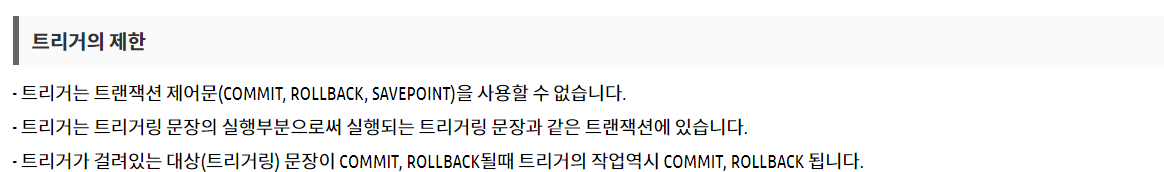 트리거의 제한
- 트리거는 트랜잭션 제어문(COMMIT, ROLLBACK, SAVEPOINT)을 사용할 수 없습니다.
- 트리거는 트리거링 문장의 실행부분으로써 실행되는 트리거링 문장과 같은 트랜잭션에 있습니다.
- 트리거가 걸려있는 대상(트리거링) 문장이 COMMIT, ROLLBACK될때 트리거의 작업역시 COMMIT, ROLLBACK 됩니다.